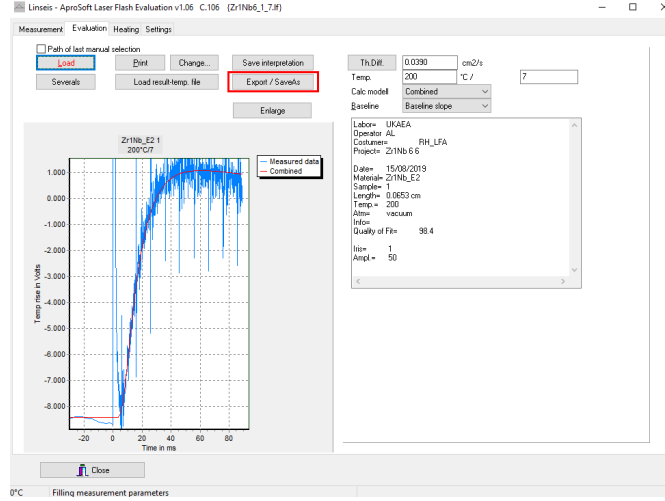 Linseis - AproSoft Laser Flash Evaluation v1.06 C.106 {Zr1Nb6_1_7.lf}
Measurement Evaluation Heating Settings
Path of last manual selection
Load Print Change... Save interpretation
Severals Load result-temp. file Export / SaveAs
Enlarge
Th.Diff. 0.0390 cm2/s
Temp. 200 °C / 7
Calc modell Combined
Baseline Baseline slope
Labor= UKAEA
Operator AL
Costumer= RH_LFA
Project= Zr1Nb 6 6
Date= 15/08/2019
Material= Zr1Nb_E2
Sample= 1
Length= 0.0653 cm
Temp.= 200
Atm= vacuum
Info=
Quality of Fit= 98.4
Iris= 1
Ampl.= 50
Zr1Nb_E2 1
200°C/7
Measured data
Combined
1.000
0.000
-1.000
-2.000
-3.000
-4.000
-5.000
-6.000
-7.000
-8.000
Temp rise in Volts
-20 0 20 40 60 80
Time in ms
Close
0°C Filling measurement parameters